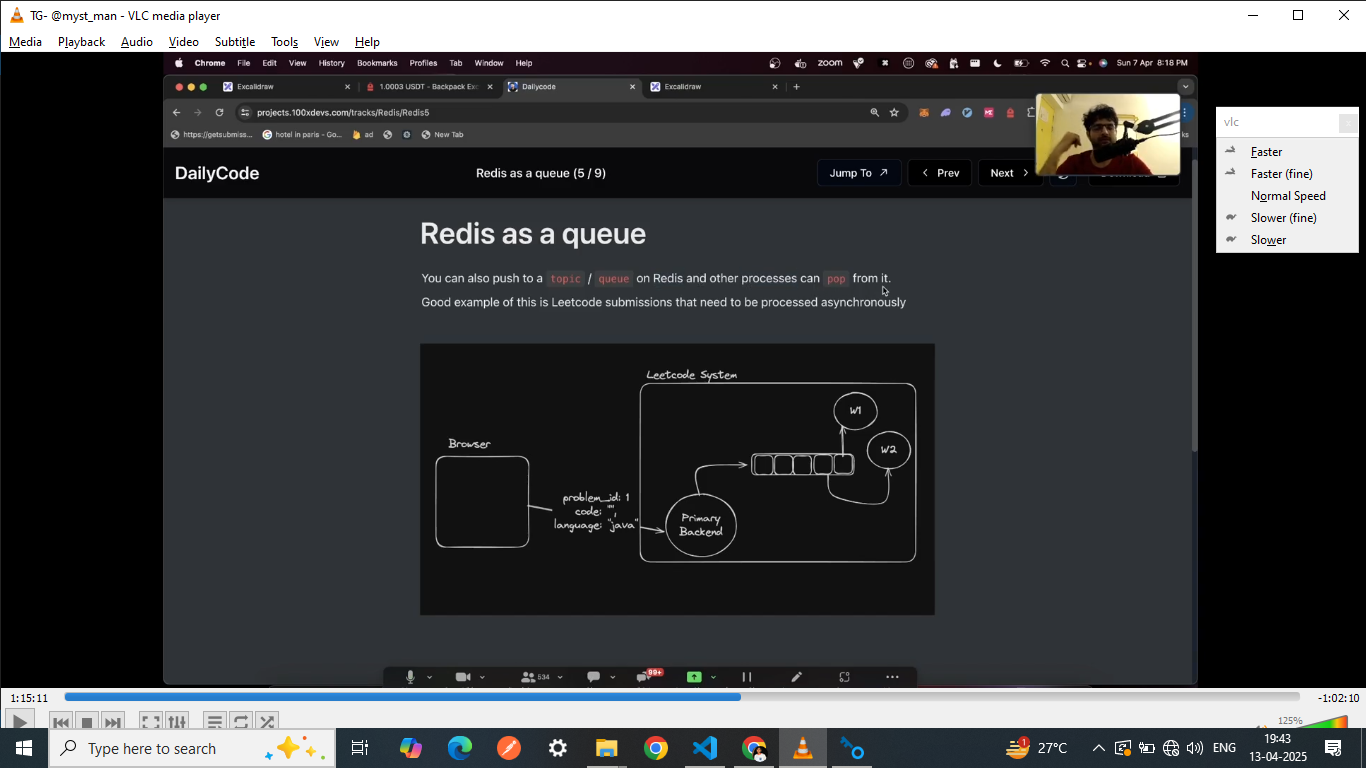 TG- @myst_man - VLC media player
Media Playback Audio Video Subtitle Tools View Help
Chrome File Edit View History Bookmarks Profiles Tab Window Help
zoom
Sun 7 Apr 8:18 PM
Excalidraw
1.0003 USDT - Backpack Ex
Dailycode
Excalidraw
projects.100xdevs.com/tracks/Redis/Redis5
https://getsubmiss...
hotel in paris - Go...
ad
New Tab
DailyCode
Redis as a queue (5 / 9)
Jump To
Prev
Next
Redis as a queue
You can also push to a topic / queue on Redis and other processes can pop from it.
Good example of this is Leetcode submissions that need to be processed asynchronously
Leetcode System
W1
Browser
W2
problem_id: 1
code: "",
language: "java"
Primary
Backend
534
99+
vlc
Faster
Faster (fine)
Normal Speed
Slower (fine)
Slower
1:15:11
-1:02:10
125%
Type here to search
1
27°C
ENG
19:43
13-04-2025